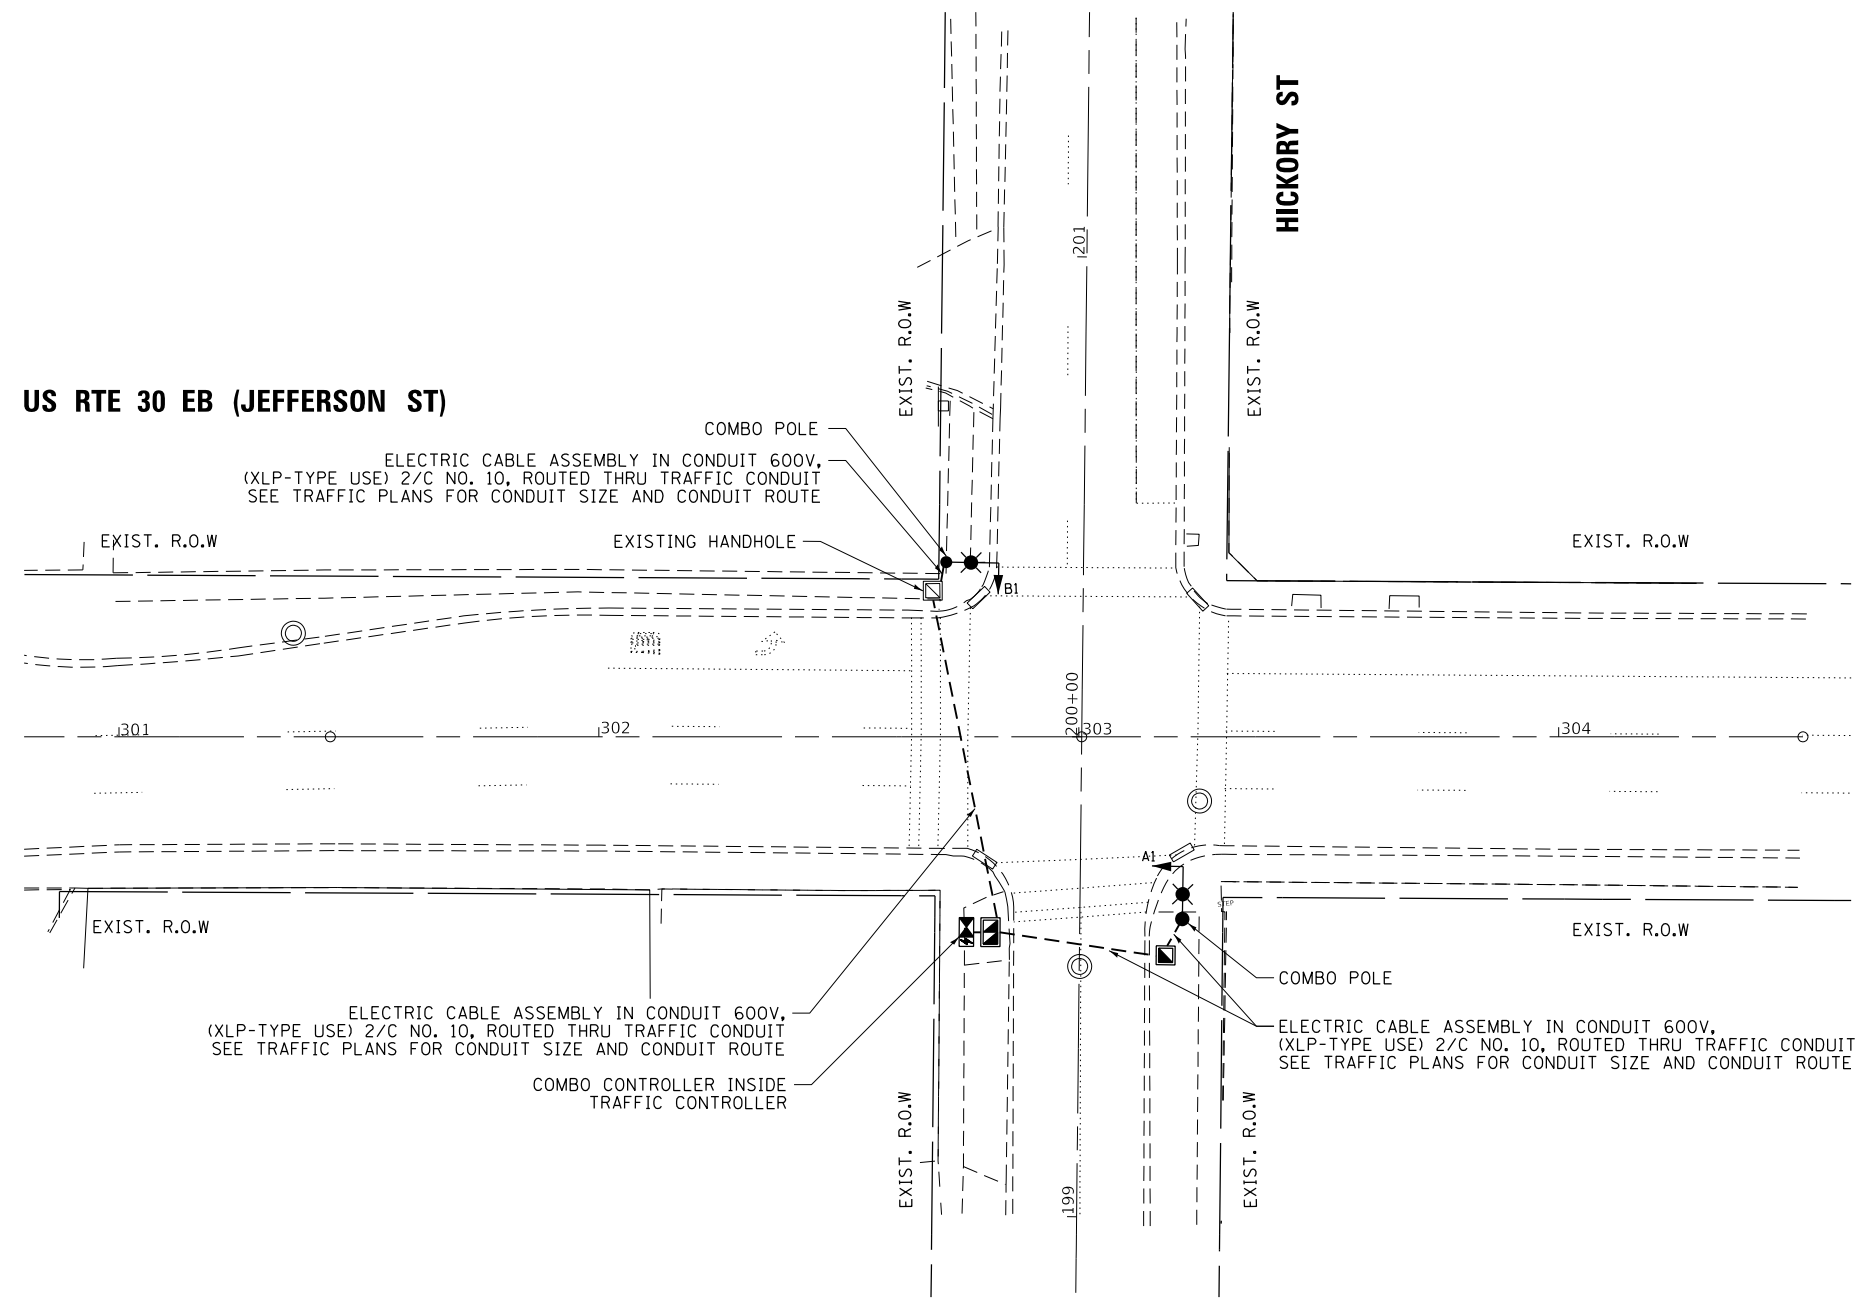 HICKORY ST
201
EXIST. R.O.W
EXIST. R.O.W
US RTE 30 EB (JEFFERSON ST)
COMBO POLE
ELECTRIC CABLE ASSEMBLY IN CONDUIT 600V,
(XLP-TYPE USE) 2/C NO. 10, ROUTED THRU TRAFFIC CONDUIT
SEE TRAFFIC PLANS FOR CONDUIT SIZE AND CONDUIT ROUTE
EXIST. R.O.W
EXISTING HANDHOLE
EXIST. R.O.W
B1
200+00
301
302
303
304
A1
STEP
EXIST. R.O.W
EXIST. R.O.W
COMBO POLE
ELECTRIC CABLE ASSEMBLY IN CONDUIT 600V,
(XLP-TYPE USE) 2/C NO. 10, ROUTED THRU TRAFFIC CONDUIT
SEE TRAFFIC PLANS FOR CONDUIT SIZE AND CONDUIT ROUTE
ELECTRIC CABLE ASSEMBLY IN CONDUIT 600V,
(XLP-TYPE USE) 2/C NO. 10, ROUTED THRU TRAFFIC CONDUIT
SEE TRAFFIC PLANS FOR CONDUIT SIZE AND CONDUIT ROUTE
COMBO CONTROLLER INSIDE
TRAFFIC CONTROLLER
EXIST. R.O.W
199
EXIST. R.O.W